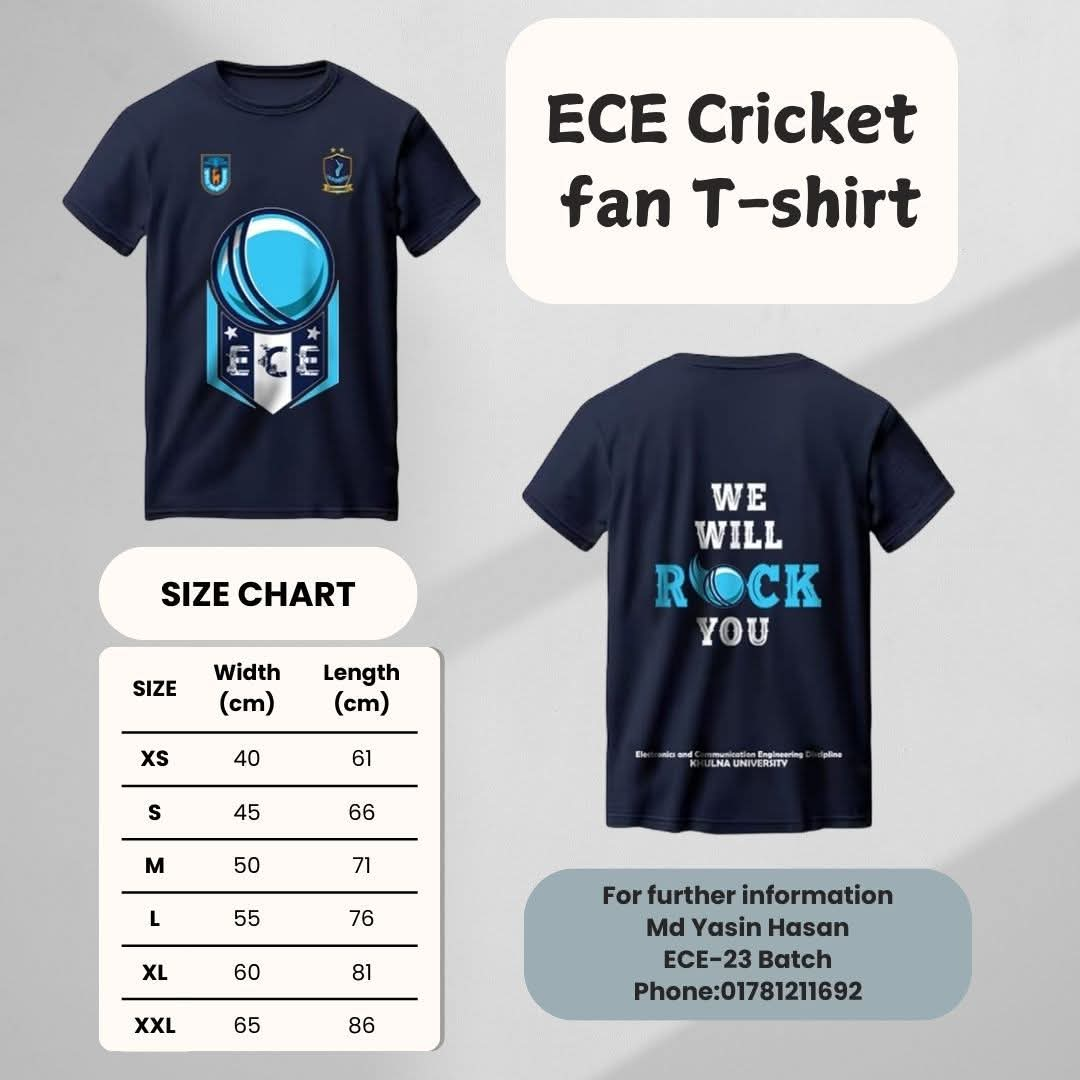 ECE Cricket
fan T-shirt
ECE
WE
WILL
ROCK
YOU
Electronics and Communication Engineering Discipline
KHULNA UNIVERSITY
SIZE CHART
SIZE Width (cm) Length (cm)
XS 40 61
S 45 66
M 50 71
L 55 76
XL 60 81
XXL 65 86
For further information
Md Yasin Hasan
ECE-23 Batch
Phone:01781211692